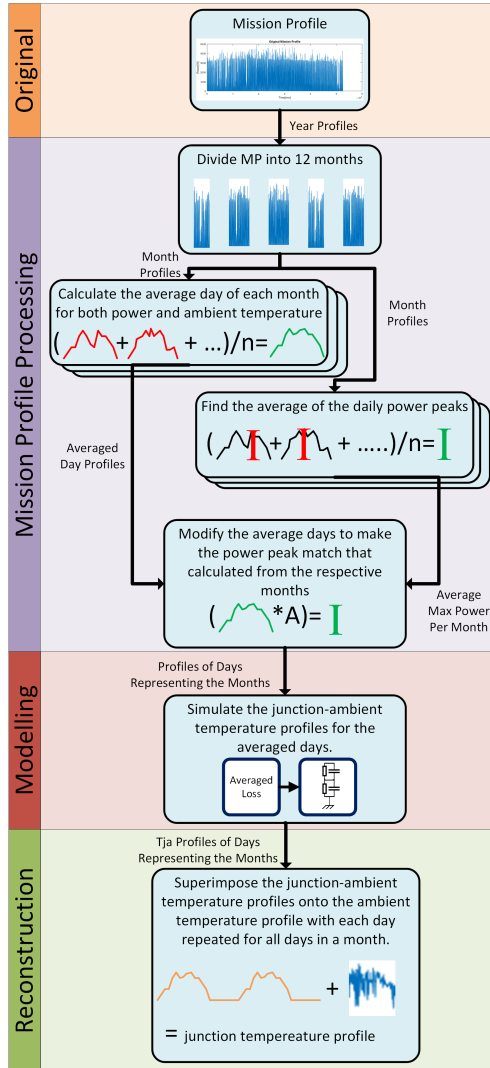 Original
Mission Profile
Original Mission Profile
Year Profiles
Mission Profile Processing
Divide MP into 12 months
Month
Profiles
Calculate the average day of each month
for both power and ambient temperature
( + + ...)/n=
Month
Profiles
Find the average of the daily power peaks
( + + .....)/n=
Averaged
Day Profiles
Modify the average days to make
the power peak match that
calculated from the respective
months
( *A)=
Average
Max Power
Per Month
Profiles of Days
Representing the Months
Modelling
Simulate the junction-ambient
temperature profiles for the
averaged days.
Averaged
Loss
Tja Profiles of Days
Representing the Months
Reconstruction
Superimpose the junction-ambient
temperature profiles onto the ambient
temperature profile with each day
repeated for all days in a month.
+
= junction tempereature profile